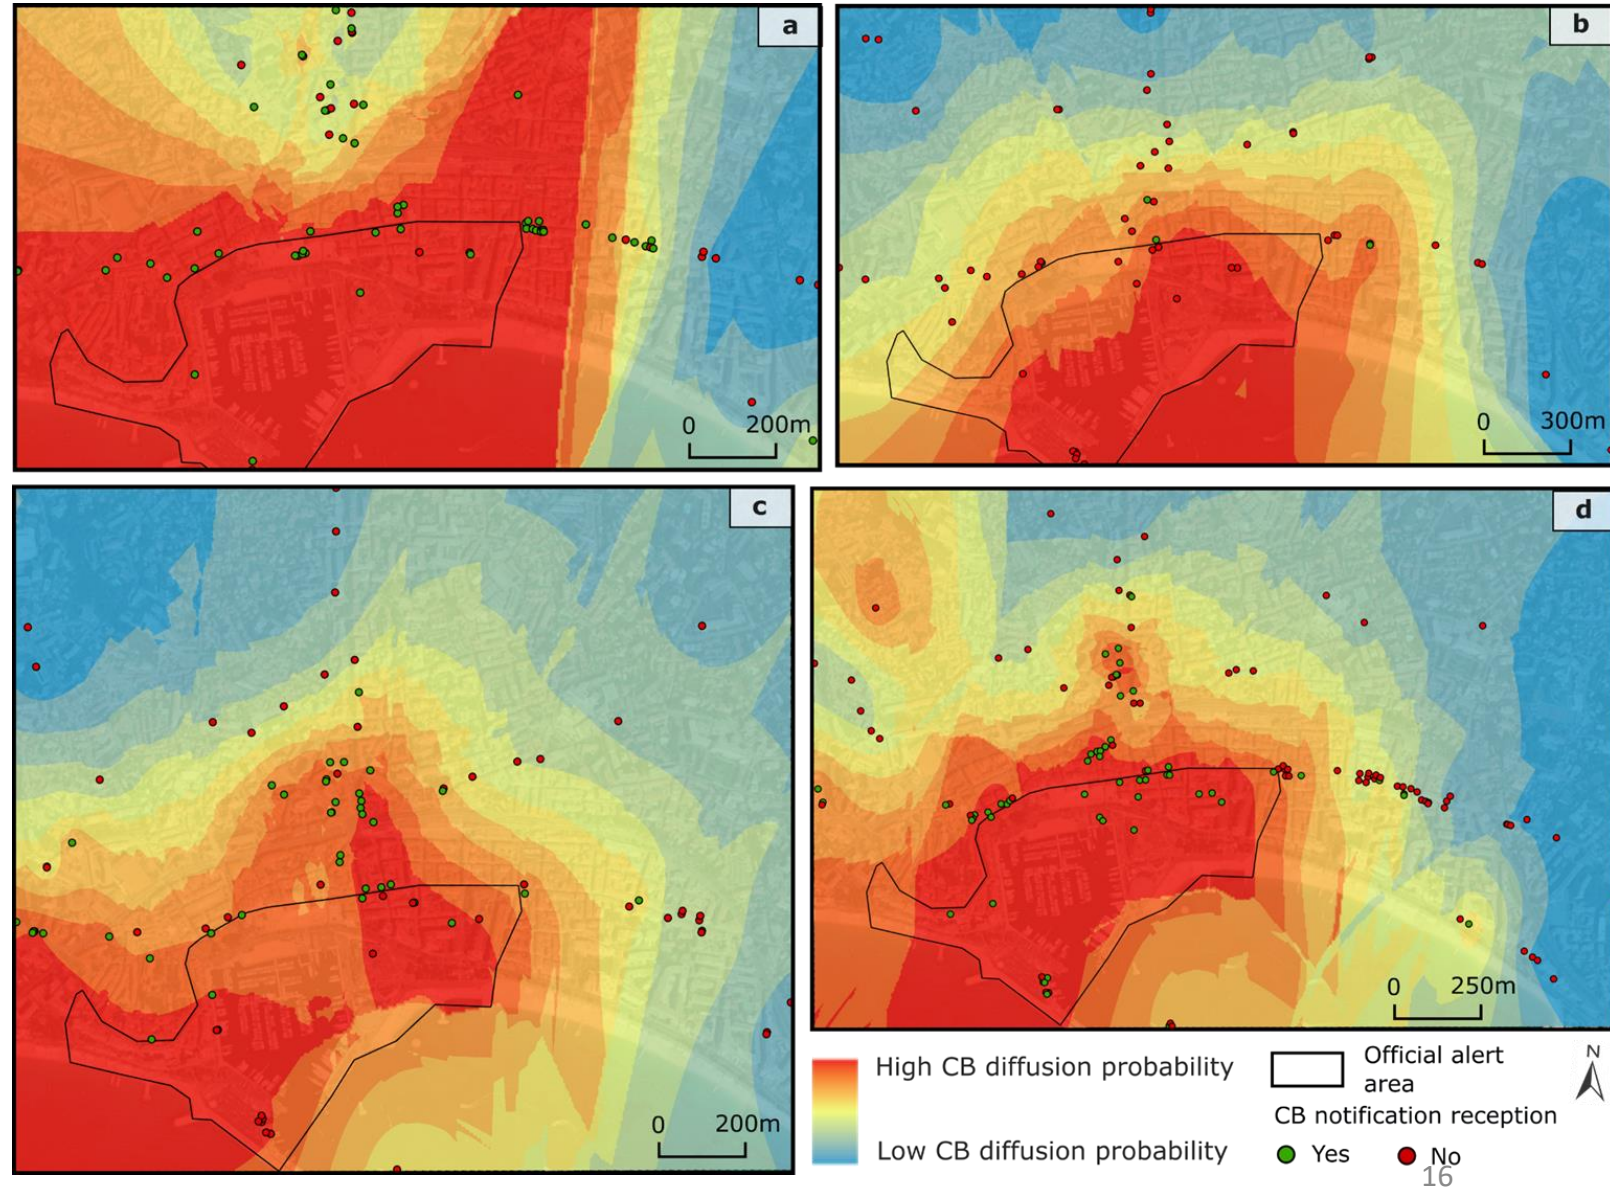 a
b
0 200m
0 300m
c
d
0 200m
0 250m
High CB diffusion probability
Low CB diffusion probability
Official alert
area
CB notification reception
Yes No
N
16